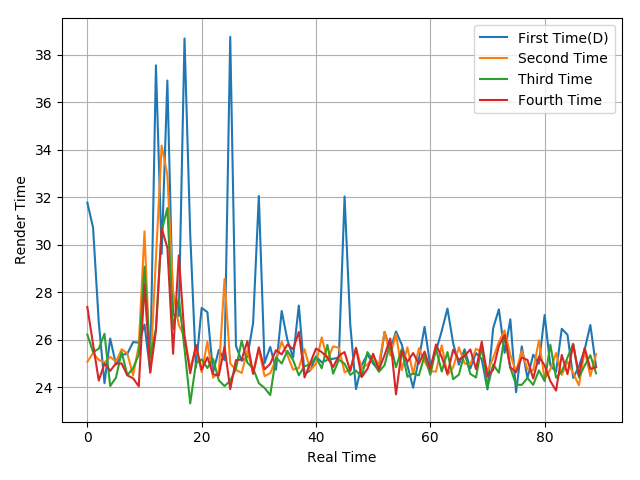 First Time(D)
Second Time
Third Time
Fourth Time
38
36
34
32
30
28
26
24
Render Time
0 20 40 60 80
Real Time